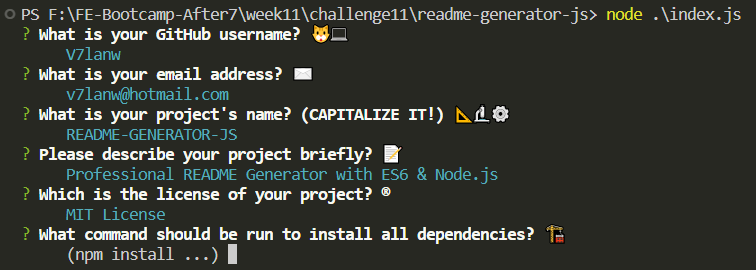 PS F:\FE-Bootcamp-After7\week11\challenge11\readme-generator-js> node .\index.js
? What is your GitHub username? 🐱💻
V7lanw
? What is your email address? ✉️
v7lanw@hotmail.com
? What is your project's name? (CAPITALIZE IT!) 📐🔬⚙️
README-GENERATOR-JS
? Please describe your project briefly? 📝
Professional README Generator with ES6 & Node.js
? Which is the license of your project? ®
MIT License
? What command should be run to install all dependencies? 🏗️
(npm install ...)